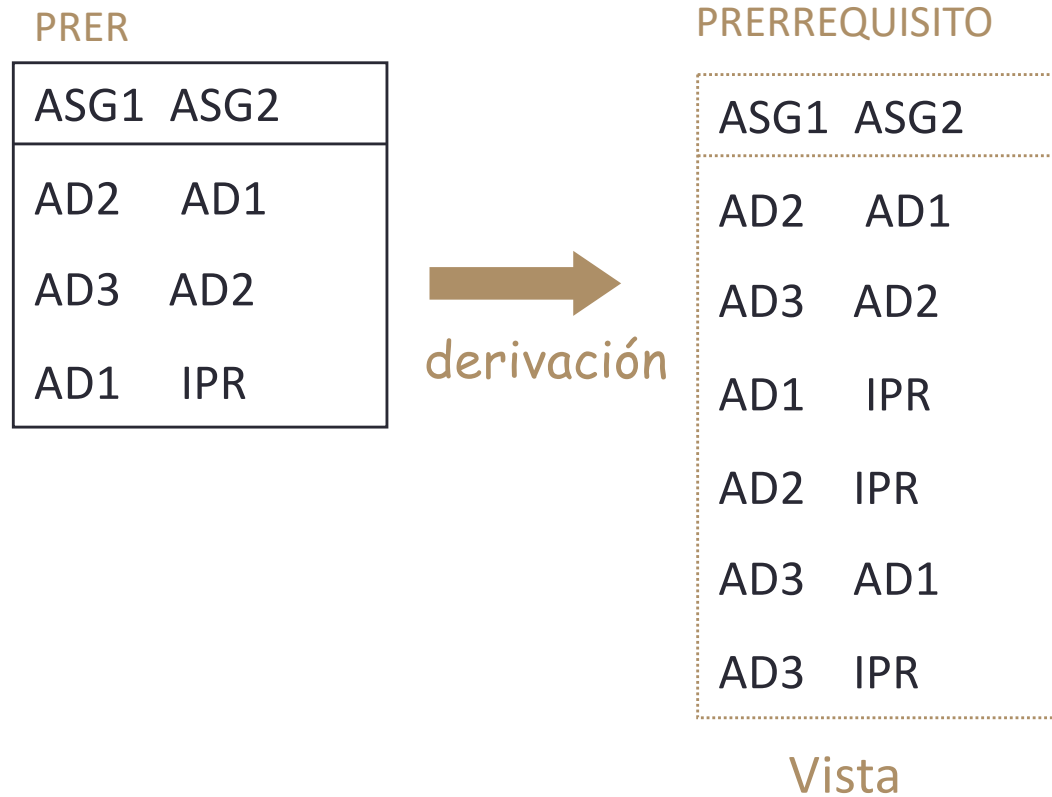 PRER
ASG1 ASG2
AD2 AD1
AD3 AD2
AD1 IPR
derivación
PRERREQUISITO
ASG1 ASG2
AD2 AD1
AD3 AD2
AD1 IPR
AD2 IPR
AD3 AD1
AD3 IPR
Vista